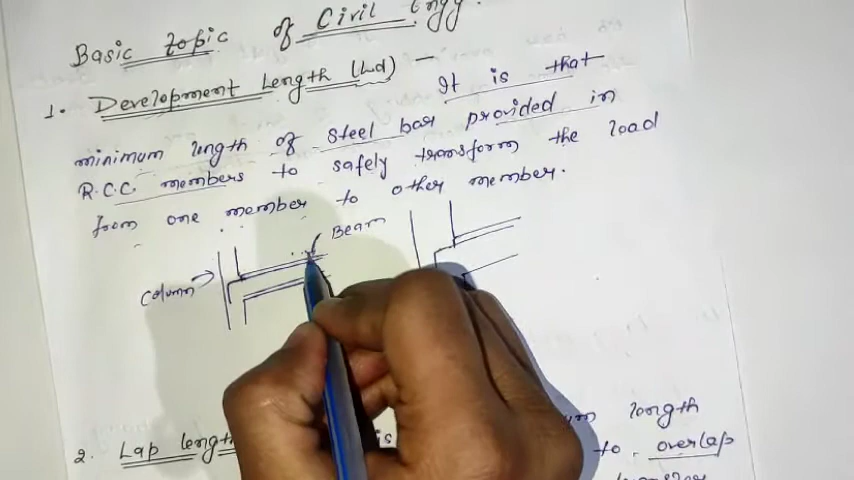 Basic topic of Civil Engy.
1. Development Length (Ld) - It is that
minimum length of steel bar provided in
R.C.C. members to safely transform the load
from one member to other member.
Beam
Column
2. Lap length is length
to overlap